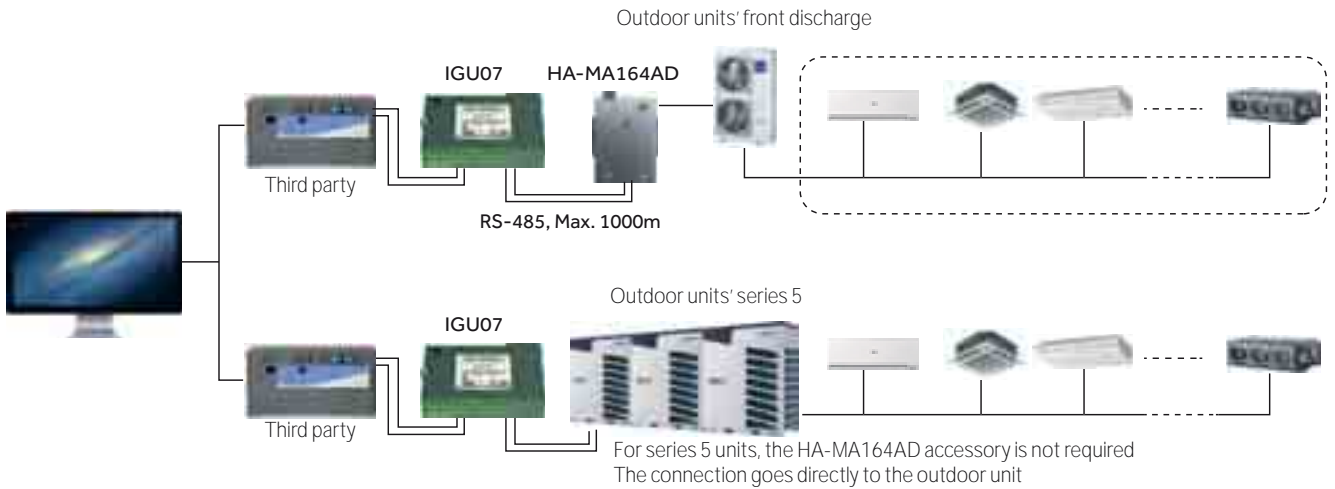 Outdoor units' front discharge
IGU07
HA-MA164AD
Third party
RS-485, Max. 1000m
Outdoor units' series 5
IGU07
Third party
For series 5 units, the HA-MA164AD accessory is not required
The connection goes directly to the outdoor unit